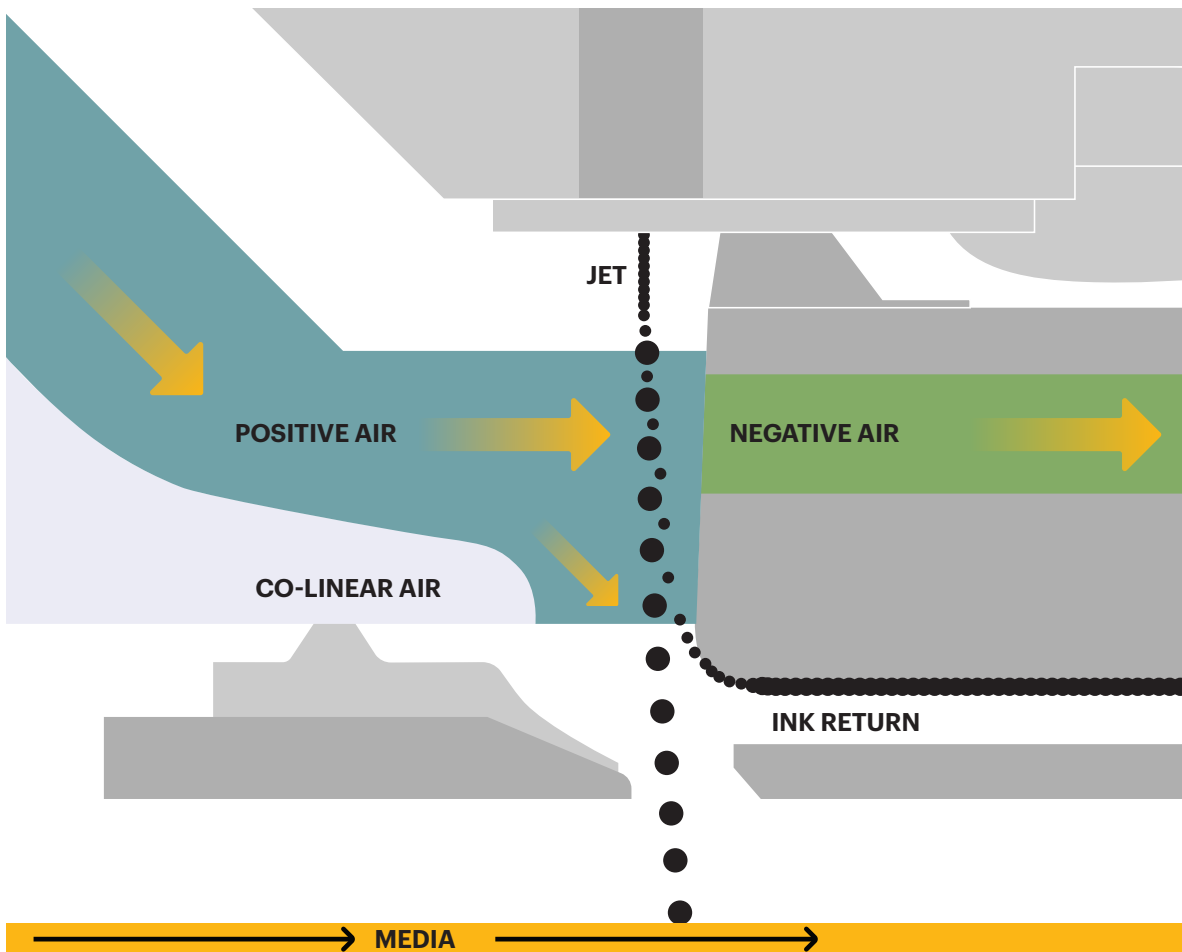 JET
POSITIVE AIR
NEGATIVE AIR
CO-LINEAR AIR
INK RETURN
MEDIA